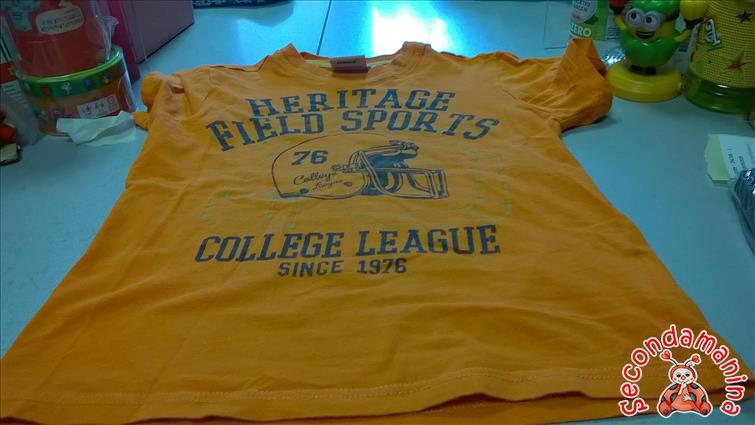 HERITAGE
FIELD SPORTS
76
College
League
COLLEGE LEAGUE
SINCE 1976
Secondamanina